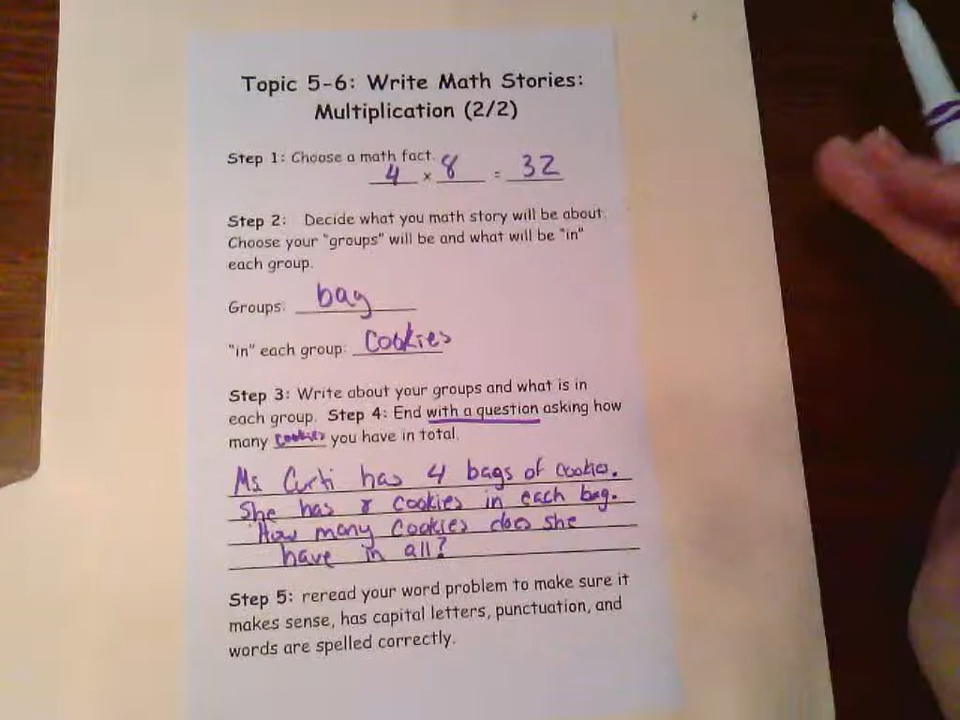 Topic 5-6: Write Math Stories:
Multiplication (2/2)
Step 1: Choose a math fact.
4 x 8 = 32
Step 2: Decide what you math story will be about.
Choose your "groups" will be and what will be "in"
each group.
Groups: bag
"in" each group: cookies
Step 3: Write about your groups and what is in
each group. Step 4: End with a question asking how
many cookies you have in total.
Ms. Curti has 4 bags of cookies.
She has 8 cookies in each bag.
How many cookies does she
have in all?
Step 5: reread your word problem to make sure it
makes sense, has capital letters, punctuation, and
words are spelled correctly.